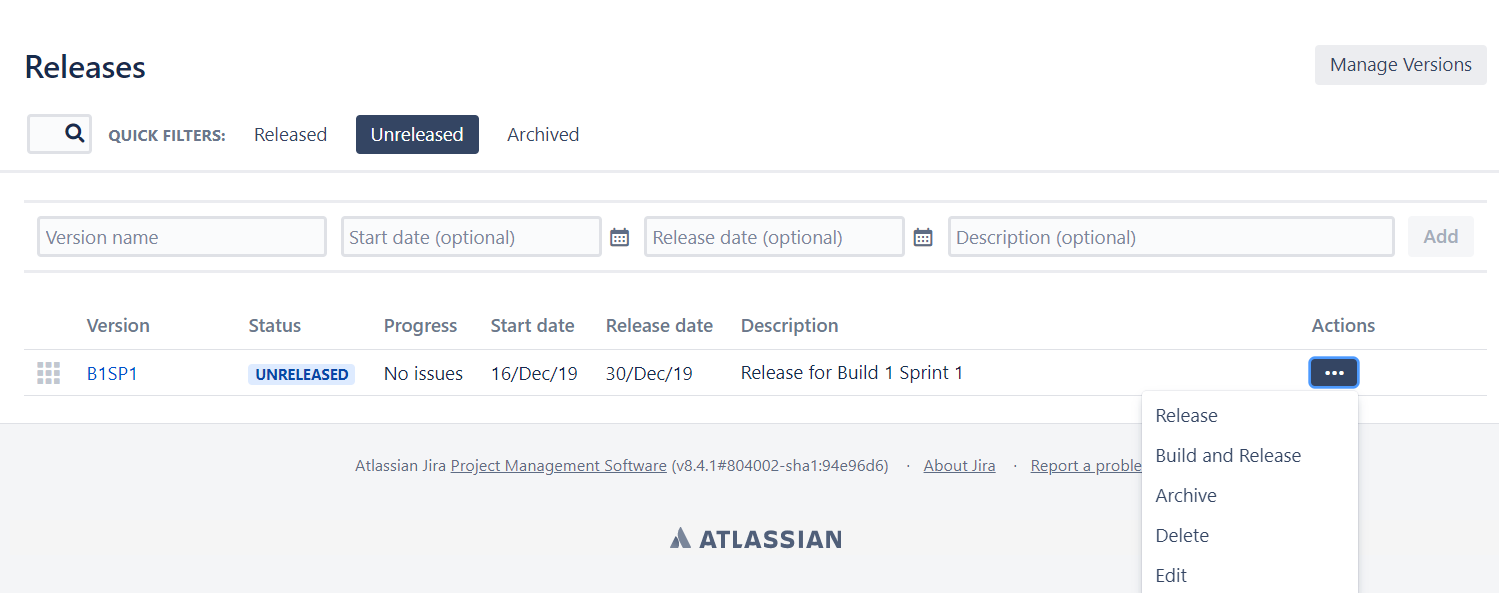 Releases
Manage Versions
QUICK FILTERS: Released Unreleased Archived
Version name Start date (optional) Release date (optional) Description (optional) Add
Version Status Progress Start date Release date Description Actions
B1SP1 UNRELEASED No issues 16/Dec/19 30/Dec/19 Release for Build 1 Sprint 1
Release
Build and Release
Archive
Delete
Edit
Atlassian Jira Project Management Software (v8.4.1#804002-sha1:94e96d6) · About Jira · Report a proble
ATLASSIAN